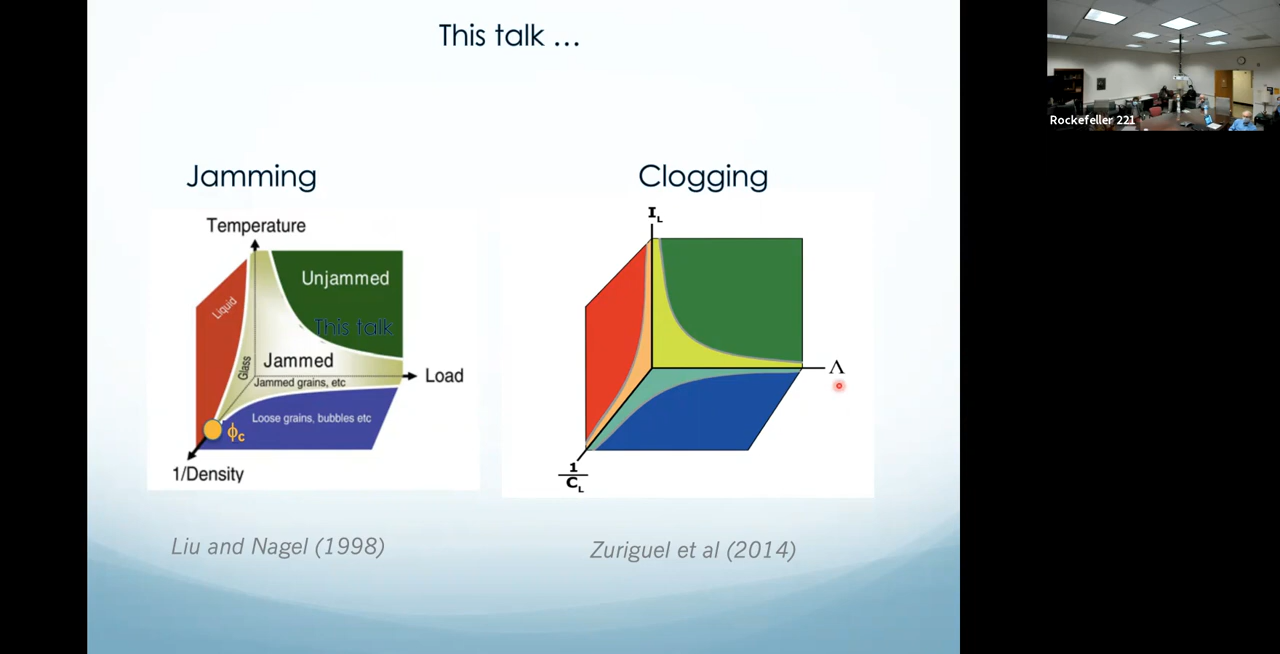 This talk ...
Jamming
Temperature
Unjammed
Liquid
This talk
Glass
Jammed
Jammed grains, etc
Load
Loose grains, bubbles etc
ϕc
1/Density
Liu and Nagel (1998)
Clogging
IL
Λ
1
CL
Zuriguel et al (2014)
Rockefeller 221